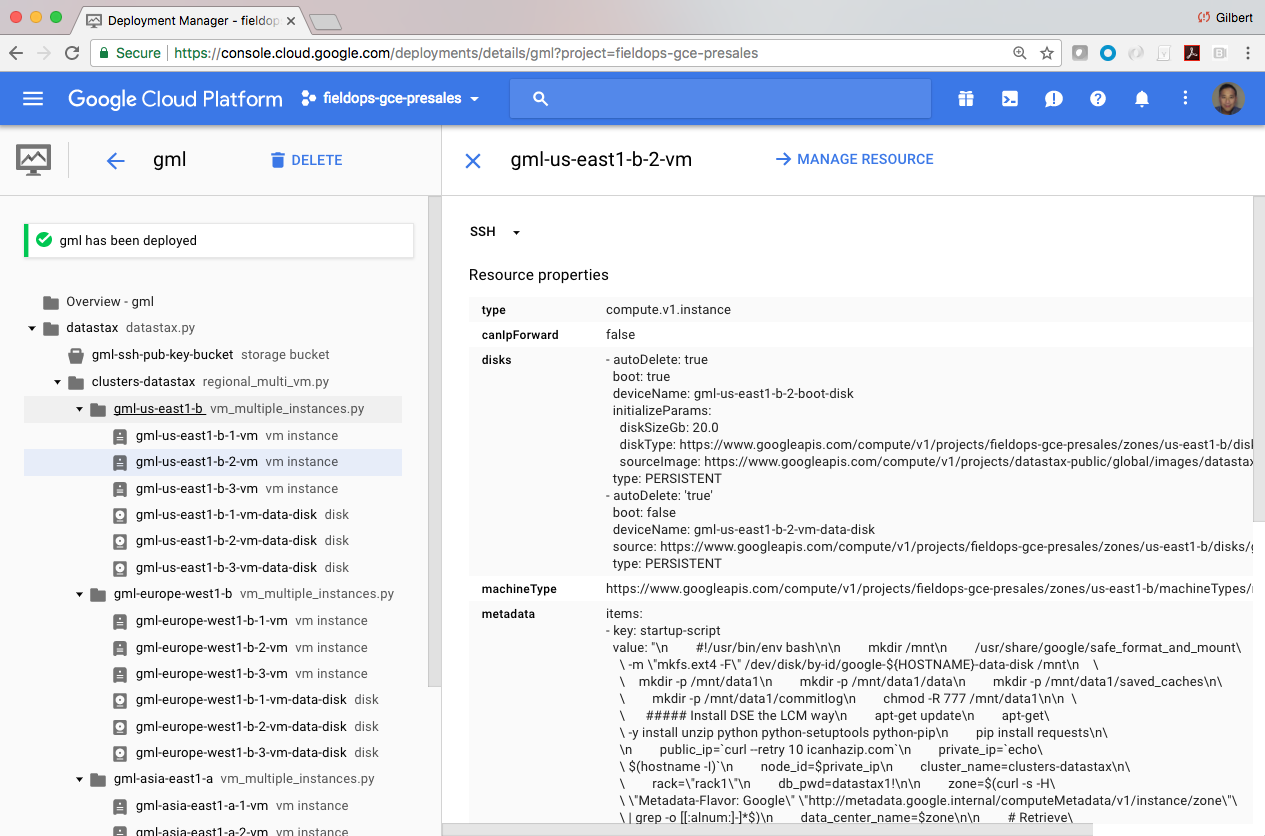 Deployment Manager - fieldop
Gilbert
Secure
https://console.cloud.google.com/deployments/details/gml?project=fieldops-gce-presales
Google Cloud Platform
fieldops-gce-presales
gml
DELETE
gml-us-east1-b-2-vm
MANAGE RESOURCE
gml has been deployed
Overview - gml
datastax datastax.py
gml-ssh-pub-key-bucket storage bucket
clusters-datastax regional_multi_vm.py
gml-us-east1-b vm_multiple_instances.py
gml-us-east1-b-1-vm vm instance
gml-us-east1-b-2-vm vm instance
gml-us-east1-b-3-vm vm instance
gml-us-east1-b-1-vm-data-disk disk
gml-us-east1-b-2-vm-data-disk disk
gml-us-east1-b-3-vm-data-disk disk
gml-europe-west1-b vm_multiple_instances.py
gml-europe-west1-b-1-vm vm instance
gml-europe-west1-b-2-vm vm instance
gml-europe-west1-b-3-vm vm instance
gml-europe-west1-b-1-vm-data-disk disk
gml-europe-west1-b-2-vm-data-disk disk
gml-europe-west1-b-3-vm-data-disk disk
gml-asia-east1-a vm_multiple_instances.py
gml-asia-east1-a-1-vm vm instance
gml-asia-east1-a-2-vm vm instance
SSH
Resource properties
type compute.v1.instance
canIpForward false
disks - autoDelete: true
boot: true
deviceName: gml-us-east1-b-2-boot-disk
initializeParams:
diskSizeGb: 20.0
diskType: https://www.googleapis.com/compute/v1/projects/fieldops-gce-presales/zones/us-east1-b/disl
sourceImage: https://www.googleapis.com/compute/v1/projects/datastax-public/global/images/datastax
type: PERSISTENT
- autoDelete: 'true'
boot: false
deviceName: gml-us-east1-b-2-vm-data-disk
source: https://www.googleapis.com/compute/v1/projects/fieldops-gce-presales/zones/us-east1-b/disks/g
type: PERSISTENT
machineType https://www.googleapis.com/compute/v1/projects/fieldops-gce-presales/zones/us-east1-b/machineTypes/
metadata items:
- key: startup-script
value: "\n #!/usr/bin/env bash\n\n mkdir /mnt\n /usr/share/google/safe_format_and_mount\
\ -m \"mkfs.ext4 -F\" /dev/disk/by-id/google-${HOSTNAME}-data-disk /mnt\n \
\ mkdir -p /mnt/data1\n mkdir -p /mnt/data1/data\n mkdir -p /mnt/data1/saved_caches\n\
\ mkdir -p /mnt/data1/commitlog\n chmod -R 777 /mnt/data1\n\n \
\ ##### Install DSE the LCM way\n apt-get update\n apt-get\
\ -y install unzip python python-setuptools python-pip\n pip install requests\n\
\n public_ip=`curl --retry 10 icanhazip.com`\n private_ip=`echo\
\ $(hostname -I)`\n node_id=$private_ip\n cluster_name=clusters-datastax\n\
\ rack=\"rack1\"\n db_pwd=datastax1!\n\n zone=$(curl -s -H\
\ \"Metadata-Flavor: Google\" \"http://metadata.google.internal/computeMetadata/v1/instance/zone\"\
\ | grep -o [[:alnum:]-]*$)\n data_center_name=$zone\n\n # Retrieve\